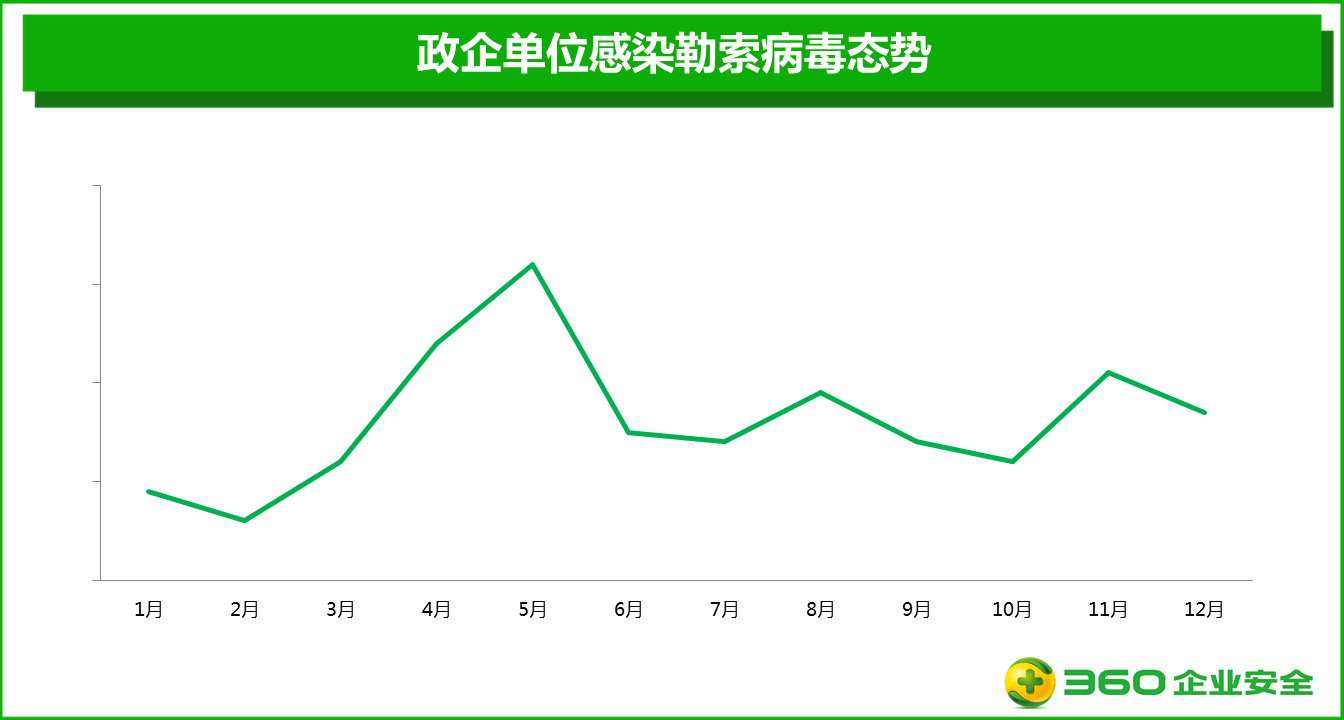 政企单位感染勒索病毒态势
1月 2月 3月 4月 5月 6月 7月 8月 9月 10月 11月 12月
360 企业安全